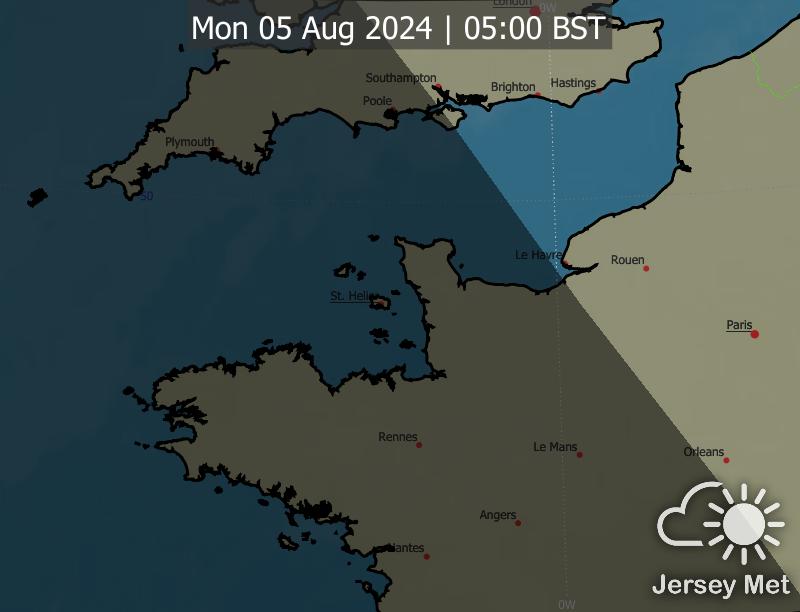 London
0W
Mon 05 Aug 2024 | 05:00 BST
Southampton
Brighton
Hastings
Poole
Plymouth
50
Le Havre
Rouen
St. Helier
Paris
Rennes
Le Mans
Orleans
Angers
Nantes
Jersey Met
0W